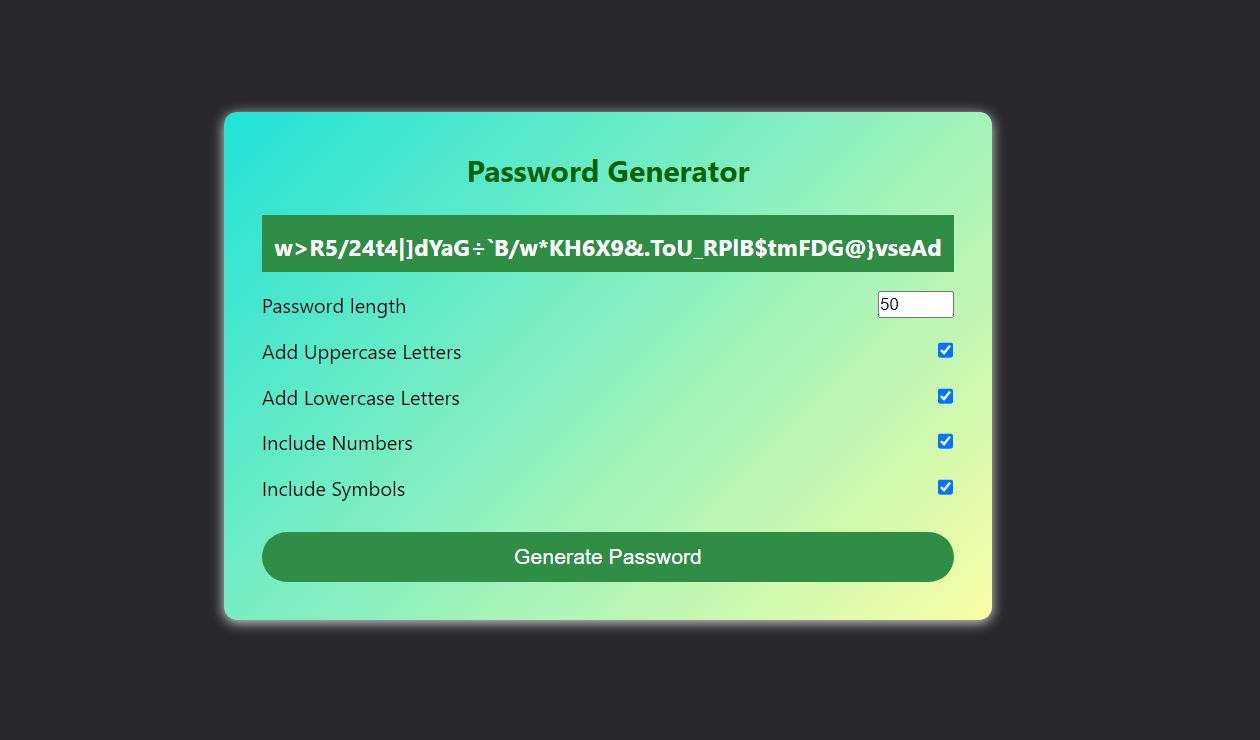 Password Generator
w>R5/24t4|]dYaG÷`B/w*KH6X9&.ToU_RPlB$tmFDG@}vseAd
Password length
50
Add Uppercase Letters
Add Lowercase Letters
Include Numbers
Include Symbols
Generate Password